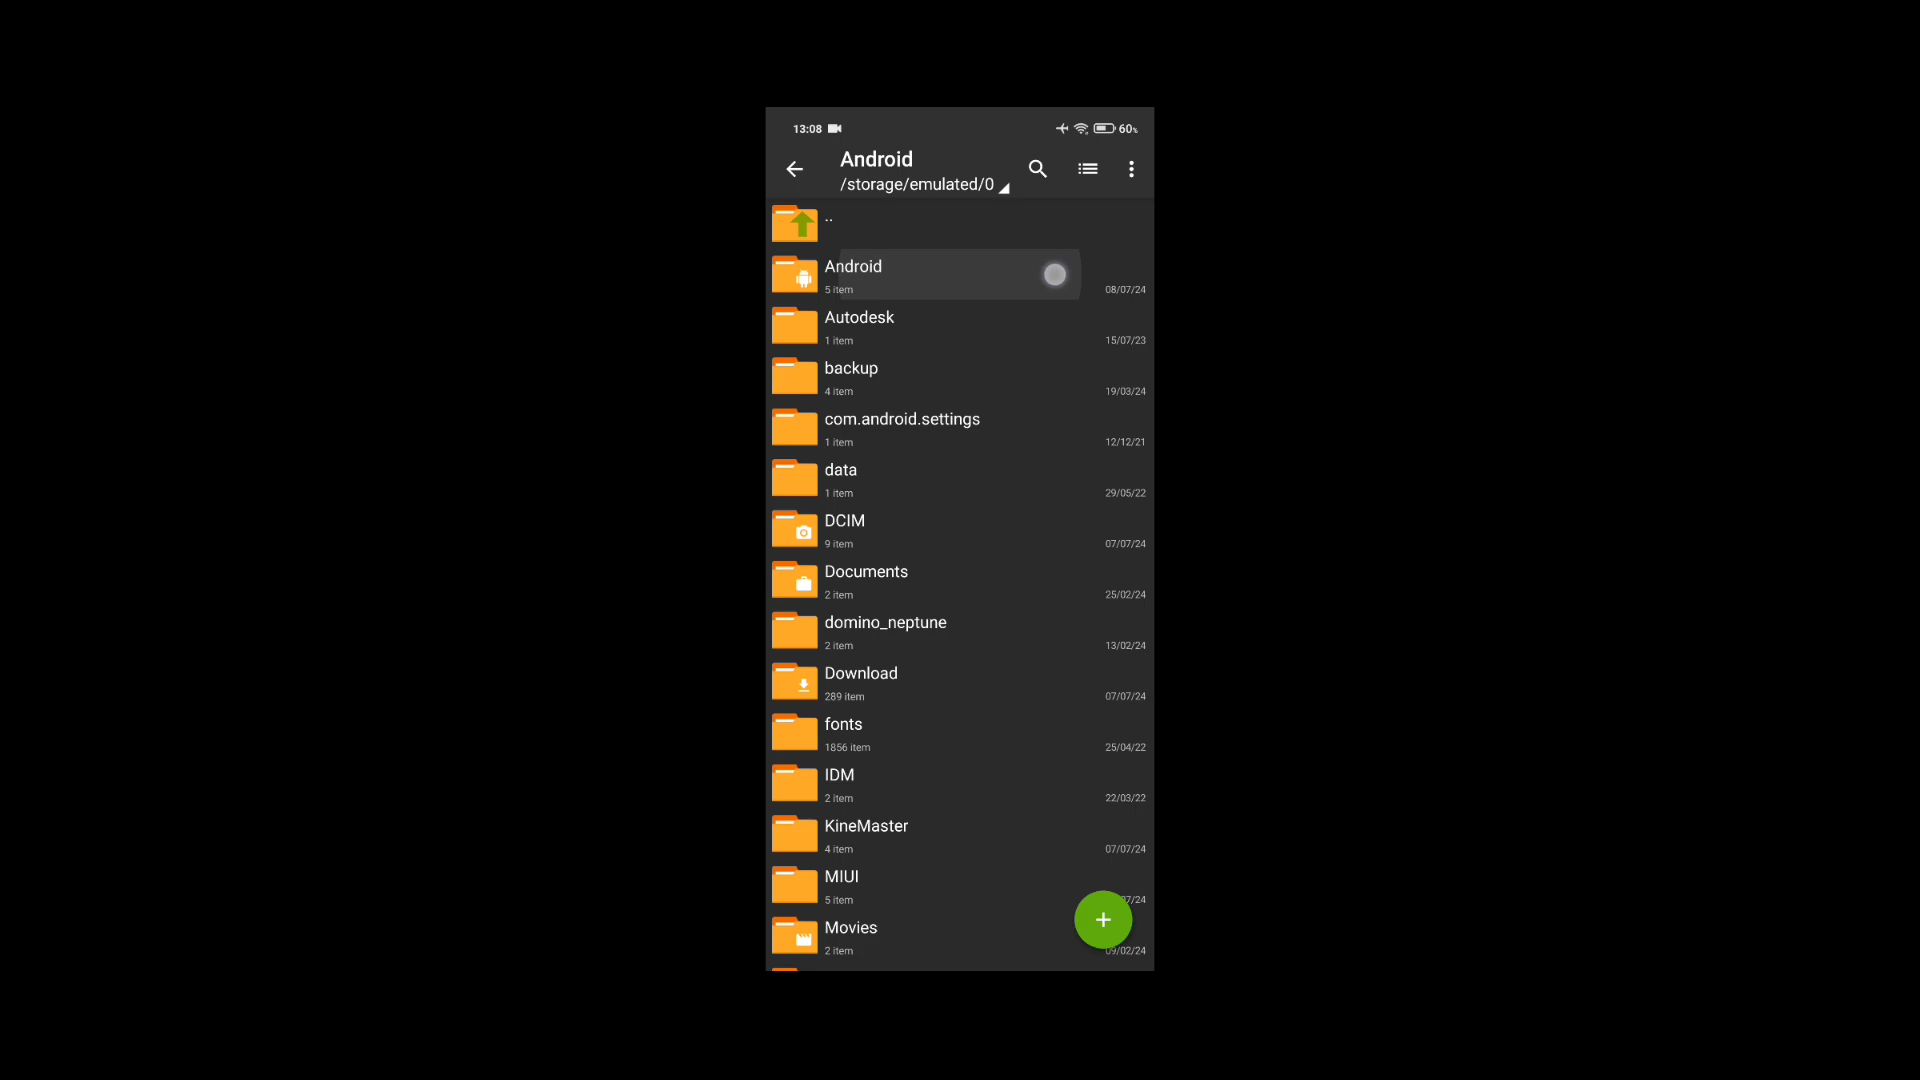 13:08
60%
Android
/storage/emulated/0
..
Android
5 item
08/07/24
Autodesk
1 item
15/07/23
backup
4 item
19/03/24
com.android.settings
1 item
12/12/21
data
1 item
29/05/22
DCIM
9 item
07/07/24
Documents
2 item
25/02/24
domino_neptune
2 item
13/02/24
Download
289 item
07/07/24
fonts
1856 item
25/04/22
IDM
2 item
22/03/22
KineMaster
4 item
07/07/24
MIUI
5 item
Movies
2 item
09/02/24